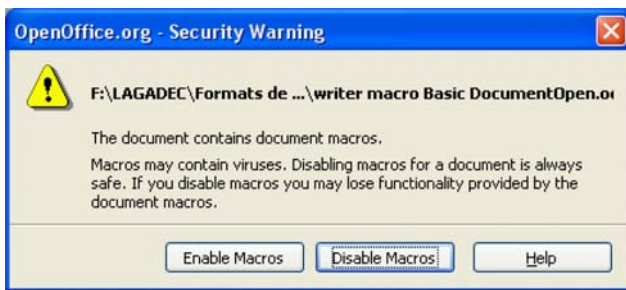 OpenOffice.org - Security Warning
F:\LAGADEC\Formats de ...\writer macro Basic DocumentOpen.o
The document contains document macros.
Macros may contain viruses. Disabling macros for a document is always
safe. If you disable macros you may lose functionality provided by the
document macros.
Enable Macros Disable Macros Help